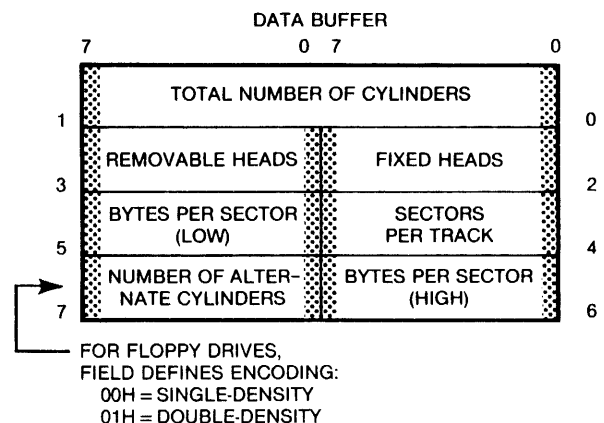 DATA BUFFER
7 0 7 0
TOTAL NUMBER OF CYLINDERS
1 0
REMOVABLE HEADS FIXED HEADS
3 2
BYTES PER SECTOR SECTORS
(LOW) PER TRACK
5 4
NUMBER OF ALTER– BYTES PER SECTOR
NATE CYLINDERS (HIGH)
7 6
FOR FLOPPY DRIVES,
FIELD DEFINES ENCODING:
00H = SINGLE-DENSITY
01H = DOUBLE-DENSITY